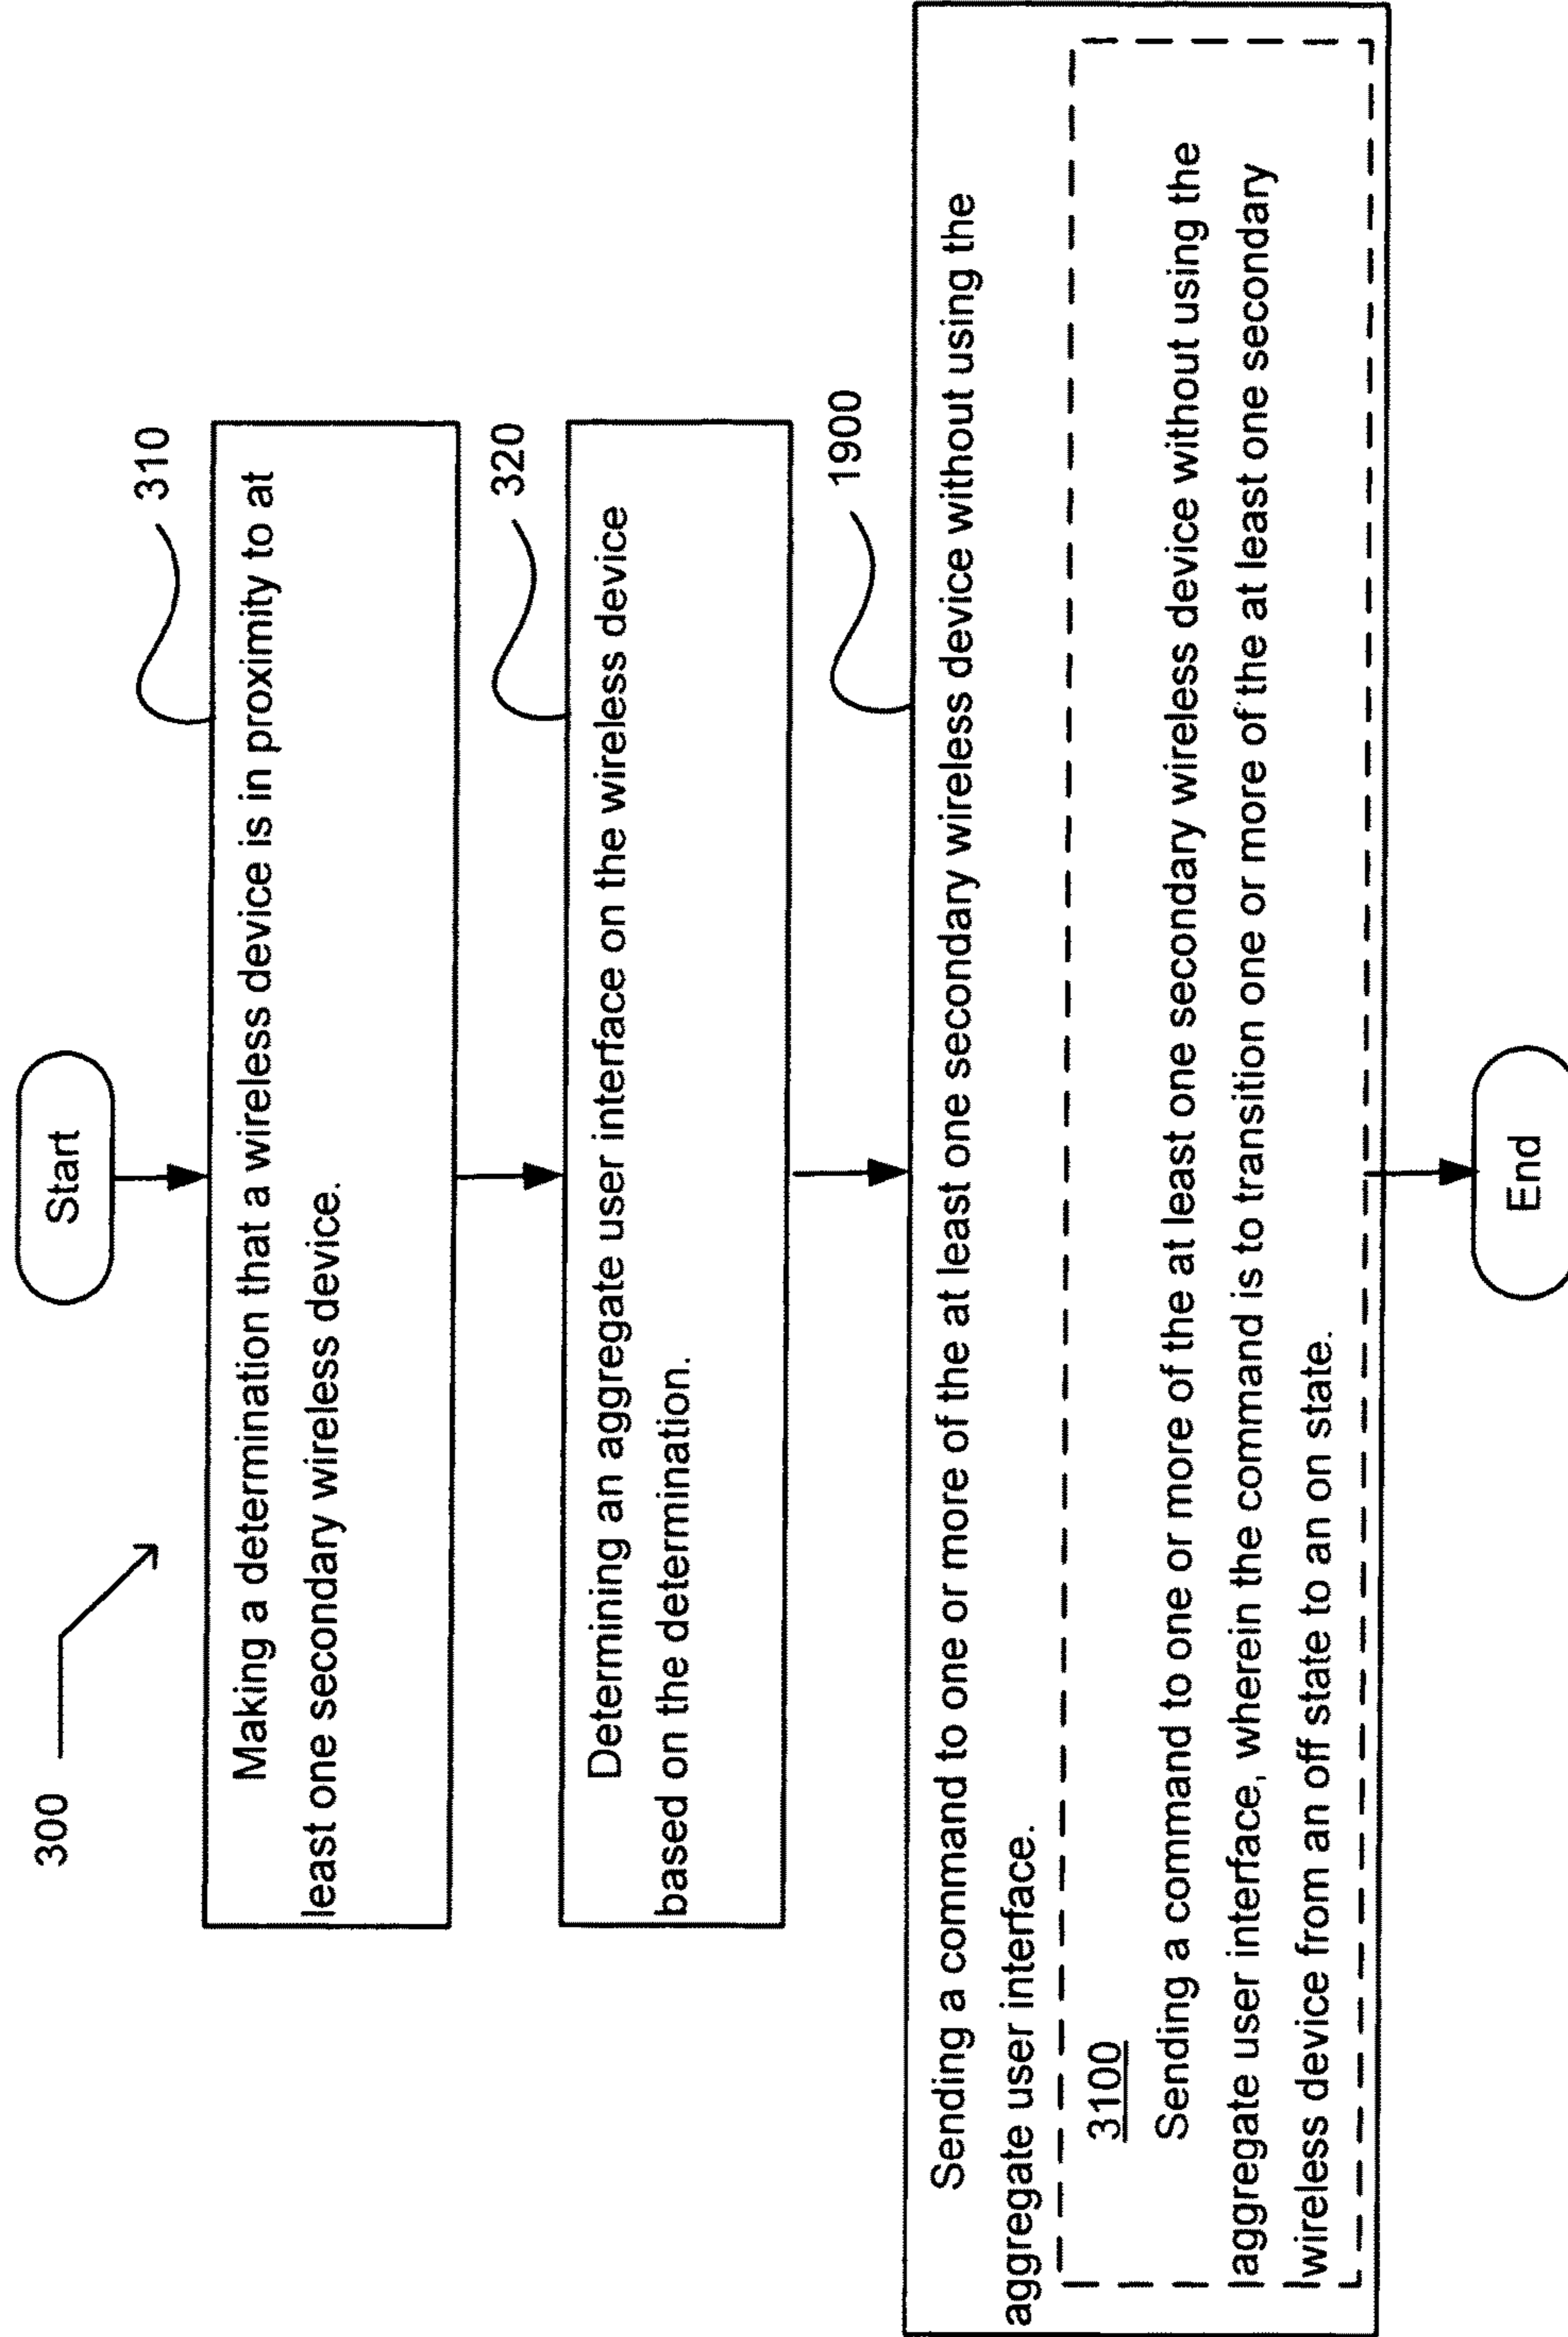 300
Start
310
Making a determination that a wireless device is in proximity to at
least one secondary wireless device.
320
Determining an aggregate user interface on the wireless device
based on the determination.
1900
Sending a command to one or more of the at least one secondary wireless device without using the
aggregate user interface.
3100
Sending a command to one or more of the at least one secondary wireless device without using the
aggregate user interface, wherein the command is to transition one or more of the at least one secondary
wireless device from an off state to an on state.
End